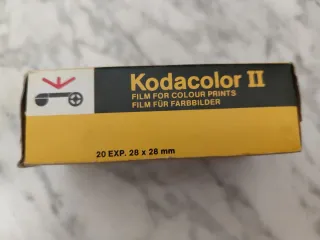 Kodacolor II
FILM FOR COLOUR PRINTS
FILM FÜR FARBBILDER
20 EXP. 28 x 28 mm